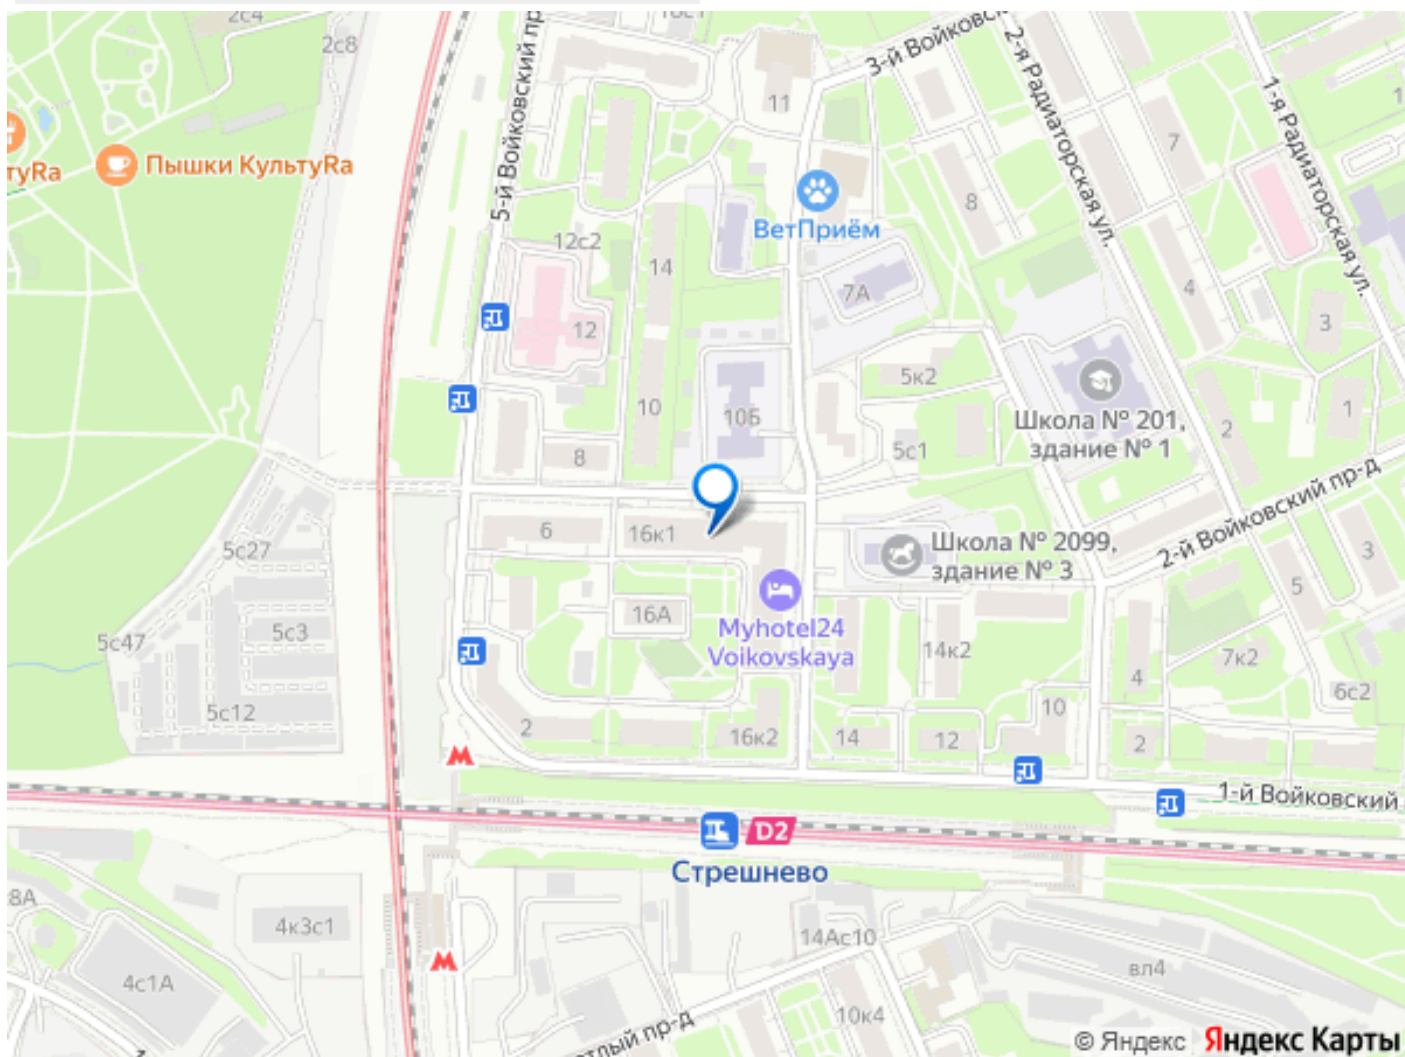 2с4
2с8
16с1
5-й Войковский пр
3-й Войковс
2-я Радиаторская ул.
1-я Радиаторская ул.
11
1
7
тyRa
Пышки КультуRa
8
ВетПриём
12с2
14
7А
4
12
3
5к2
10
10Б
1
Школа № 201,
здание № 1
2
5с1
8
2-й Войковский пр-д
6
16к1
Школа № 2099,
здание № 3
5с27
5
16А
Myhotel24
Voikovskaya
5с47
5с3
14к2
7к2
4
6с2
5с12
2
16к2
14
12
10
2
1-й Войковский
D2
Стрешнево
8А
4к3с1
14Ас10
4с1А
вл4
10к4
тлый пр-д
© Яндекс Яндекс Карты